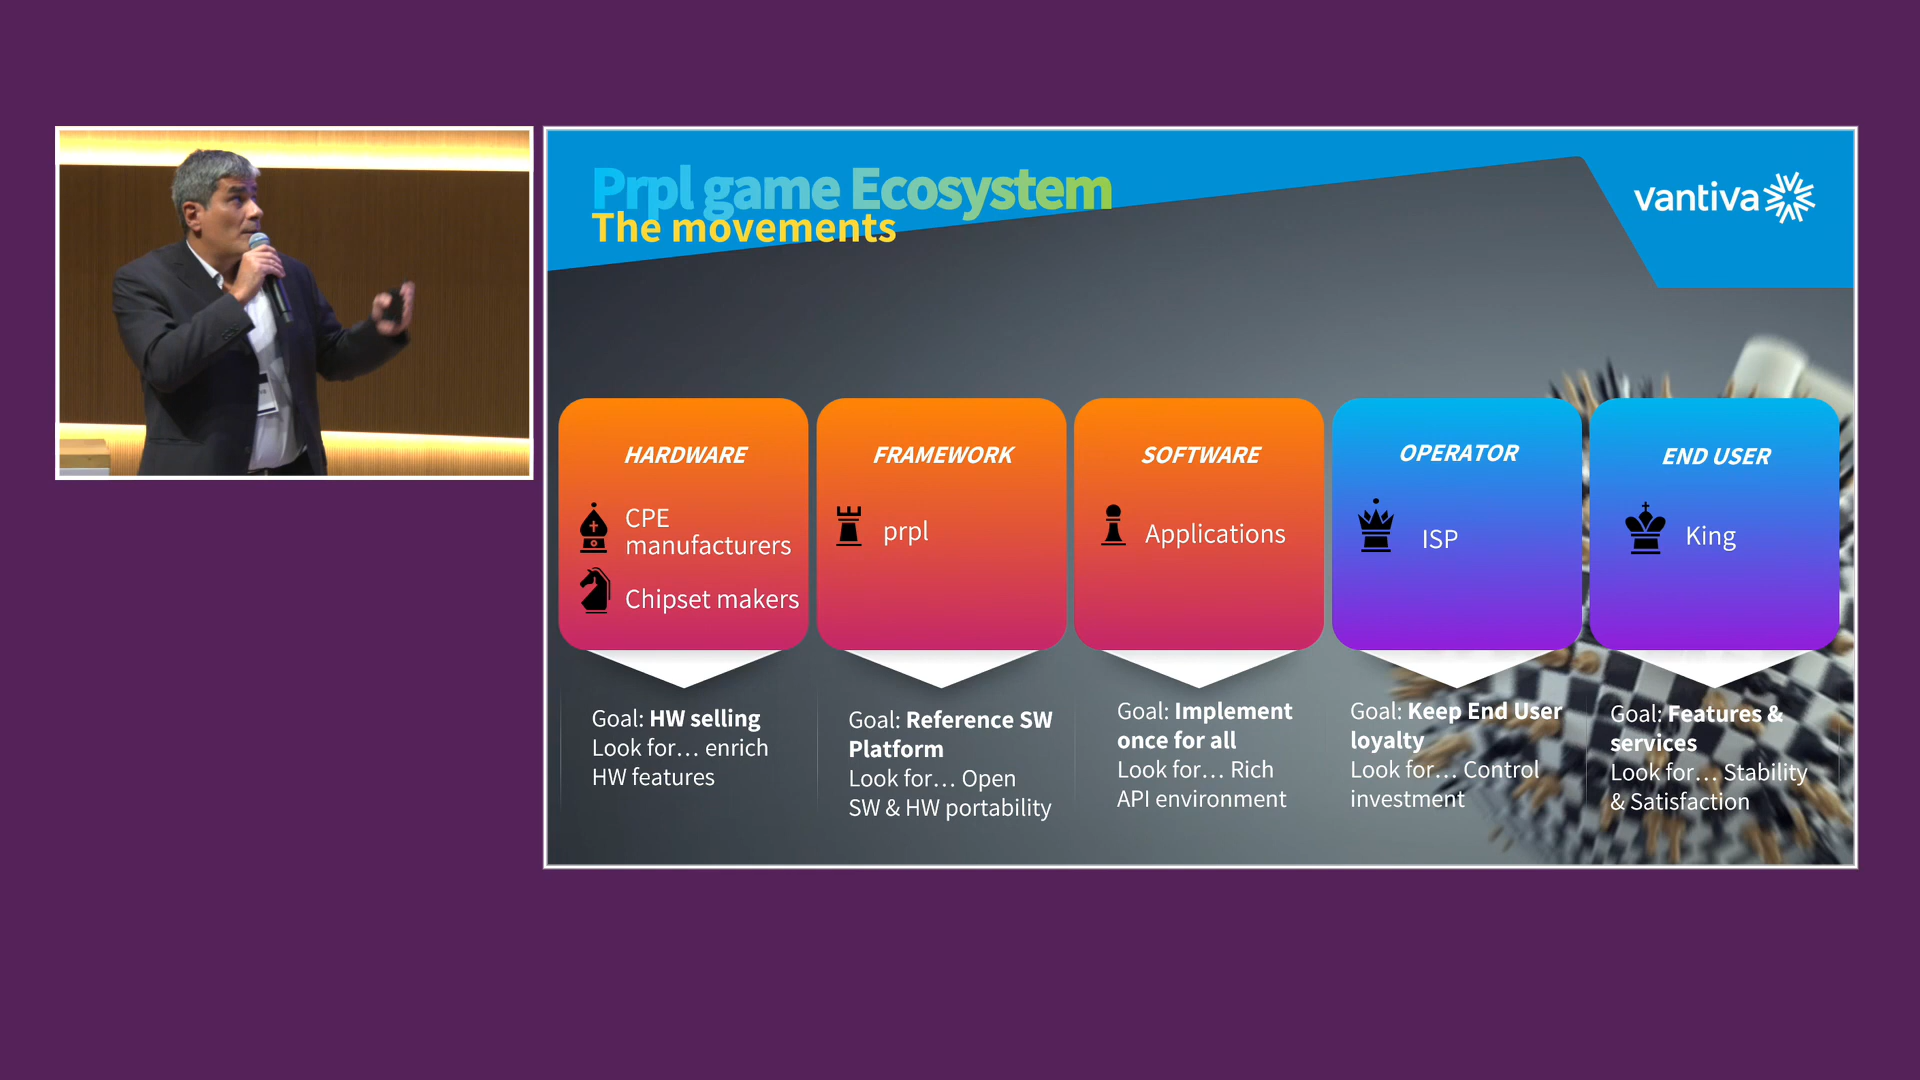 Prpl game Ecosystem
The movements
vantiva
HARDWARE
CPE
manufacturers
Chipset makers
Goal: HW selling
Look for... enrich
HW features
FRAMEWORK
prpl
Goal: Reference SW
Platform
Look for... Open
SW & HW portability
SOFTWARE
Applications
Goal: Implement
once for all
Look for... Rich
API environment
OPERATOR
ISP
Goal: Keep End User
loyalty
Look for... Control
investment
END USER
King
Goal: Features &
services
Look for... Stability
& Satisfaction